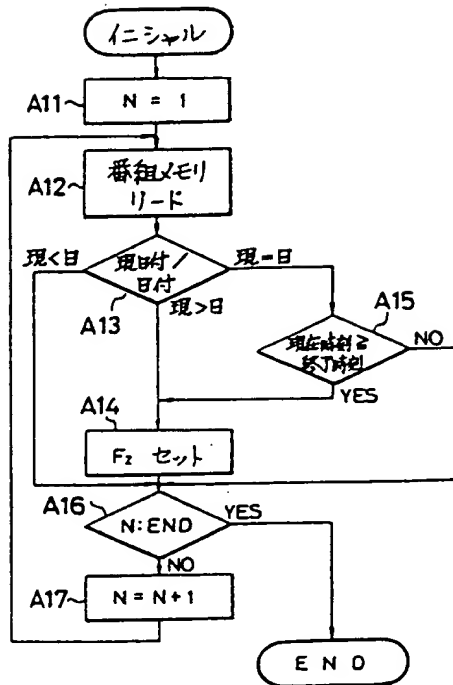 イニシャル
A11
N = 1
A12
番組メモリ
リード
現<日
現日付/
日付
現=日
A13
現>日
A15
現在時刻≧
終了時刻
NO
YES
A14
F2 セット
A16
N:END
YES
NO
A17
N=N+1
E N D